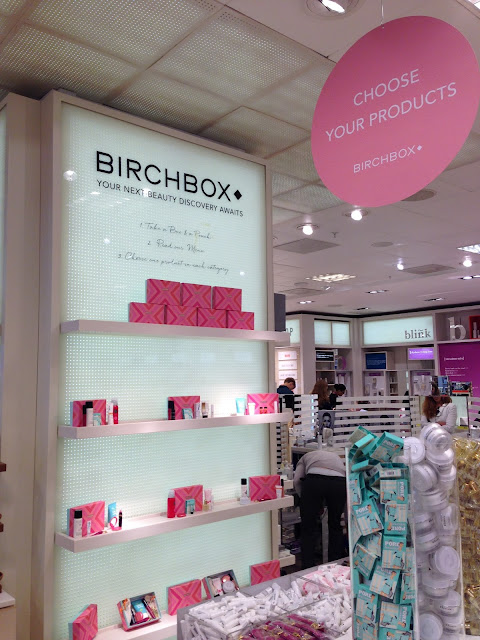 BIRCHBOX♦
YOUR NEXT BEAUTY DISCOVERY AWAITS
1. Take a Box & a Pouch
2. Read our Menu
3. Choose one product in each category
CHOOSE
YOUR PRODUCTS
BIRCHBOX♦
blink